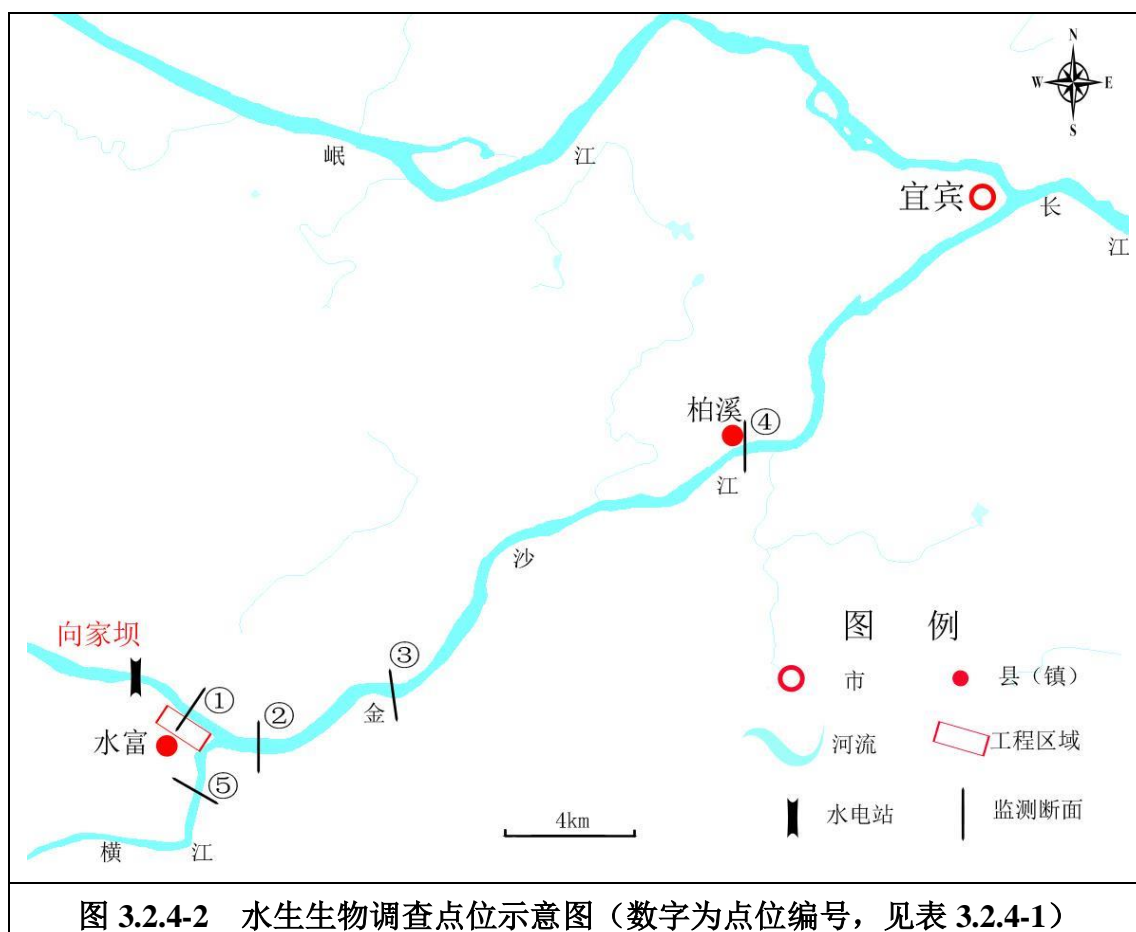 N
W E
S
岷
江
宜宾
长
江
柏溪
④
江
沙
向家坝
③
金
①
②
水富
⑤
横
江
4km
图 例
市
县（镇）
河流
工程区域
水电站
监测断面
图 3.2.4-2 水生生物调查点位示意图（数字为点位编号，见表 3.2.4-1）